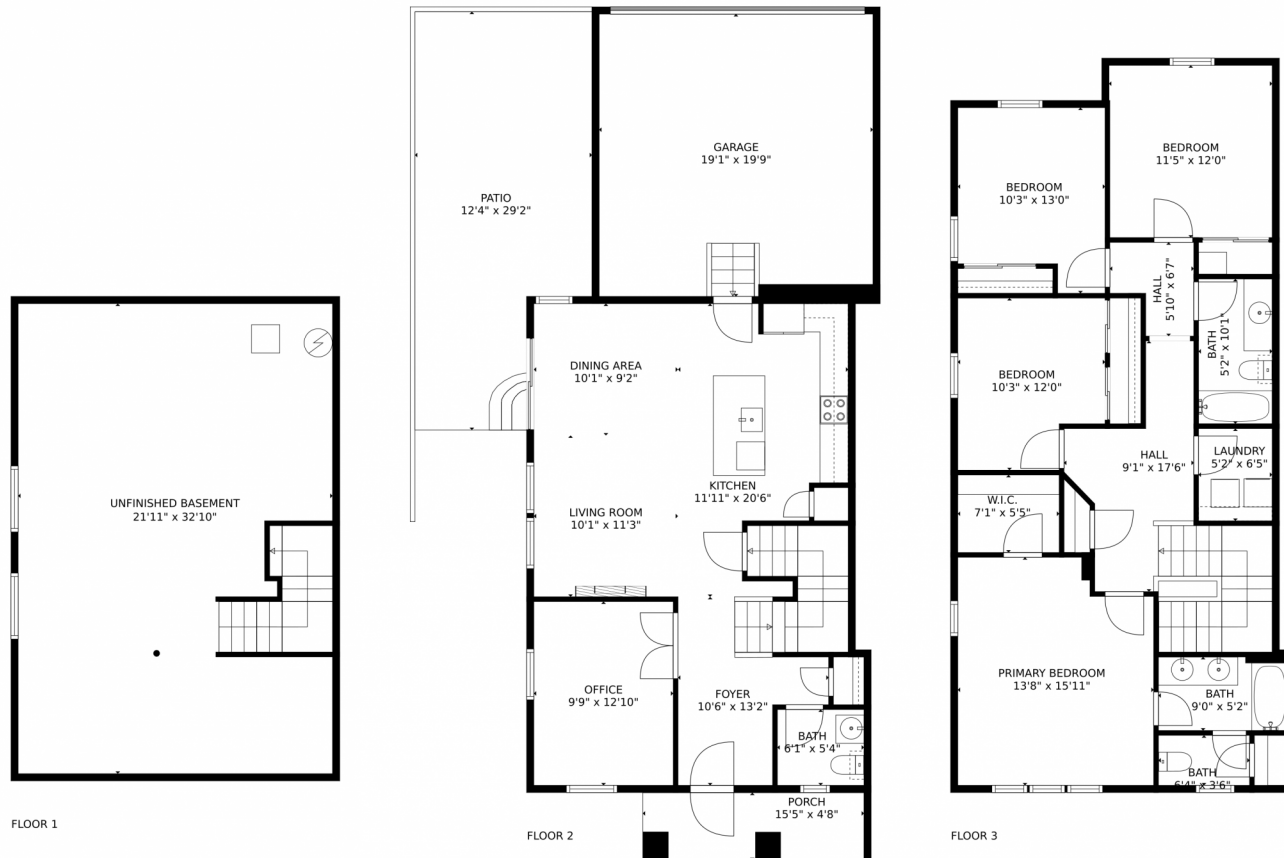 UNFINISHED BASEMENT
21'11" x 32'10"
FLOOR 1
GARAGE
19'1" x 19'9"
PATIO
12'4" x 29'2"
DINING AREA
10'1" x 9'2"
KITCHEN
11'11" x 20'6"
LIVING ROOM
10'1" x 11'3"
OFFICE
9'9" x 12'10"
FOYER
10'6" x 13'2"
BATH
6'1" x 5'4"
PORCH
15'5" x 4'8"
FLOOR 2
BEDROOM
11'5" x 12'0"
BEDROOM
10'3" x 13'0"
HALL
5'10" x 6'7"
BATH
5'2" x 10'1"
BEDROOM
10'3" x 12'0"
HALL
9'1" x 17'6"
LAUNDRY
5'2" x 6'5"
W.I.C.
7'1" x 5'5"
PRIMARY BEDROOM
13'8" x 15'11"
BATH
9'0" x 5'2"
BATH
6'4" x 3'6"
FLOOR 3